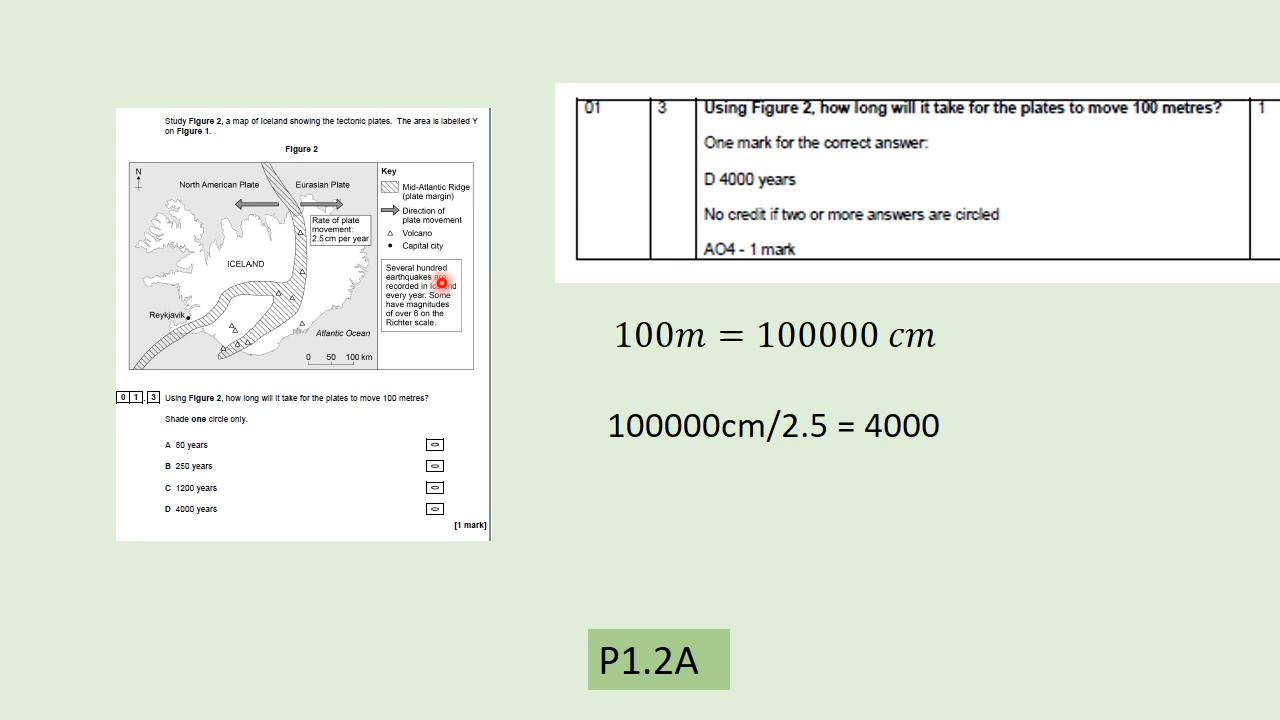 Study Figure 2, a map of Iceland showing the tectonic plates. The area is labelled Y
on Figure 1.
Figure 2
N
North American Plate
Eurasian Plate
Rate of plate
movement:
2.5 cm per year
ICELAND
Reykjavik
Atlantic Ocean
0 50 100 km
Key
Mid-Atlantic Ridge
(plate margin)
Direction of
plate movement
Volcano
Capital city
Several hundred
earthquakes are
recorded in Iceland
every year. Some
have magnitudes
of over 6 on the
Richter scale.
0 1 . 3 Using Figure 2, how long will it take for the plates to move 100 metres?
Shade one circle only.
A 80 years
B 250 years
C 1200 years
D 4000 years
[1 mark]
01 3 Using Figure 2, how long will it take for the plates to move 100 metres? 1
One mark for the correct answer:
D 4000 years
No credit if two or more answers are circled
AO4 - 1 mark
100m = 100000 cm
100000cm/2.5 = 4000
P1.2A